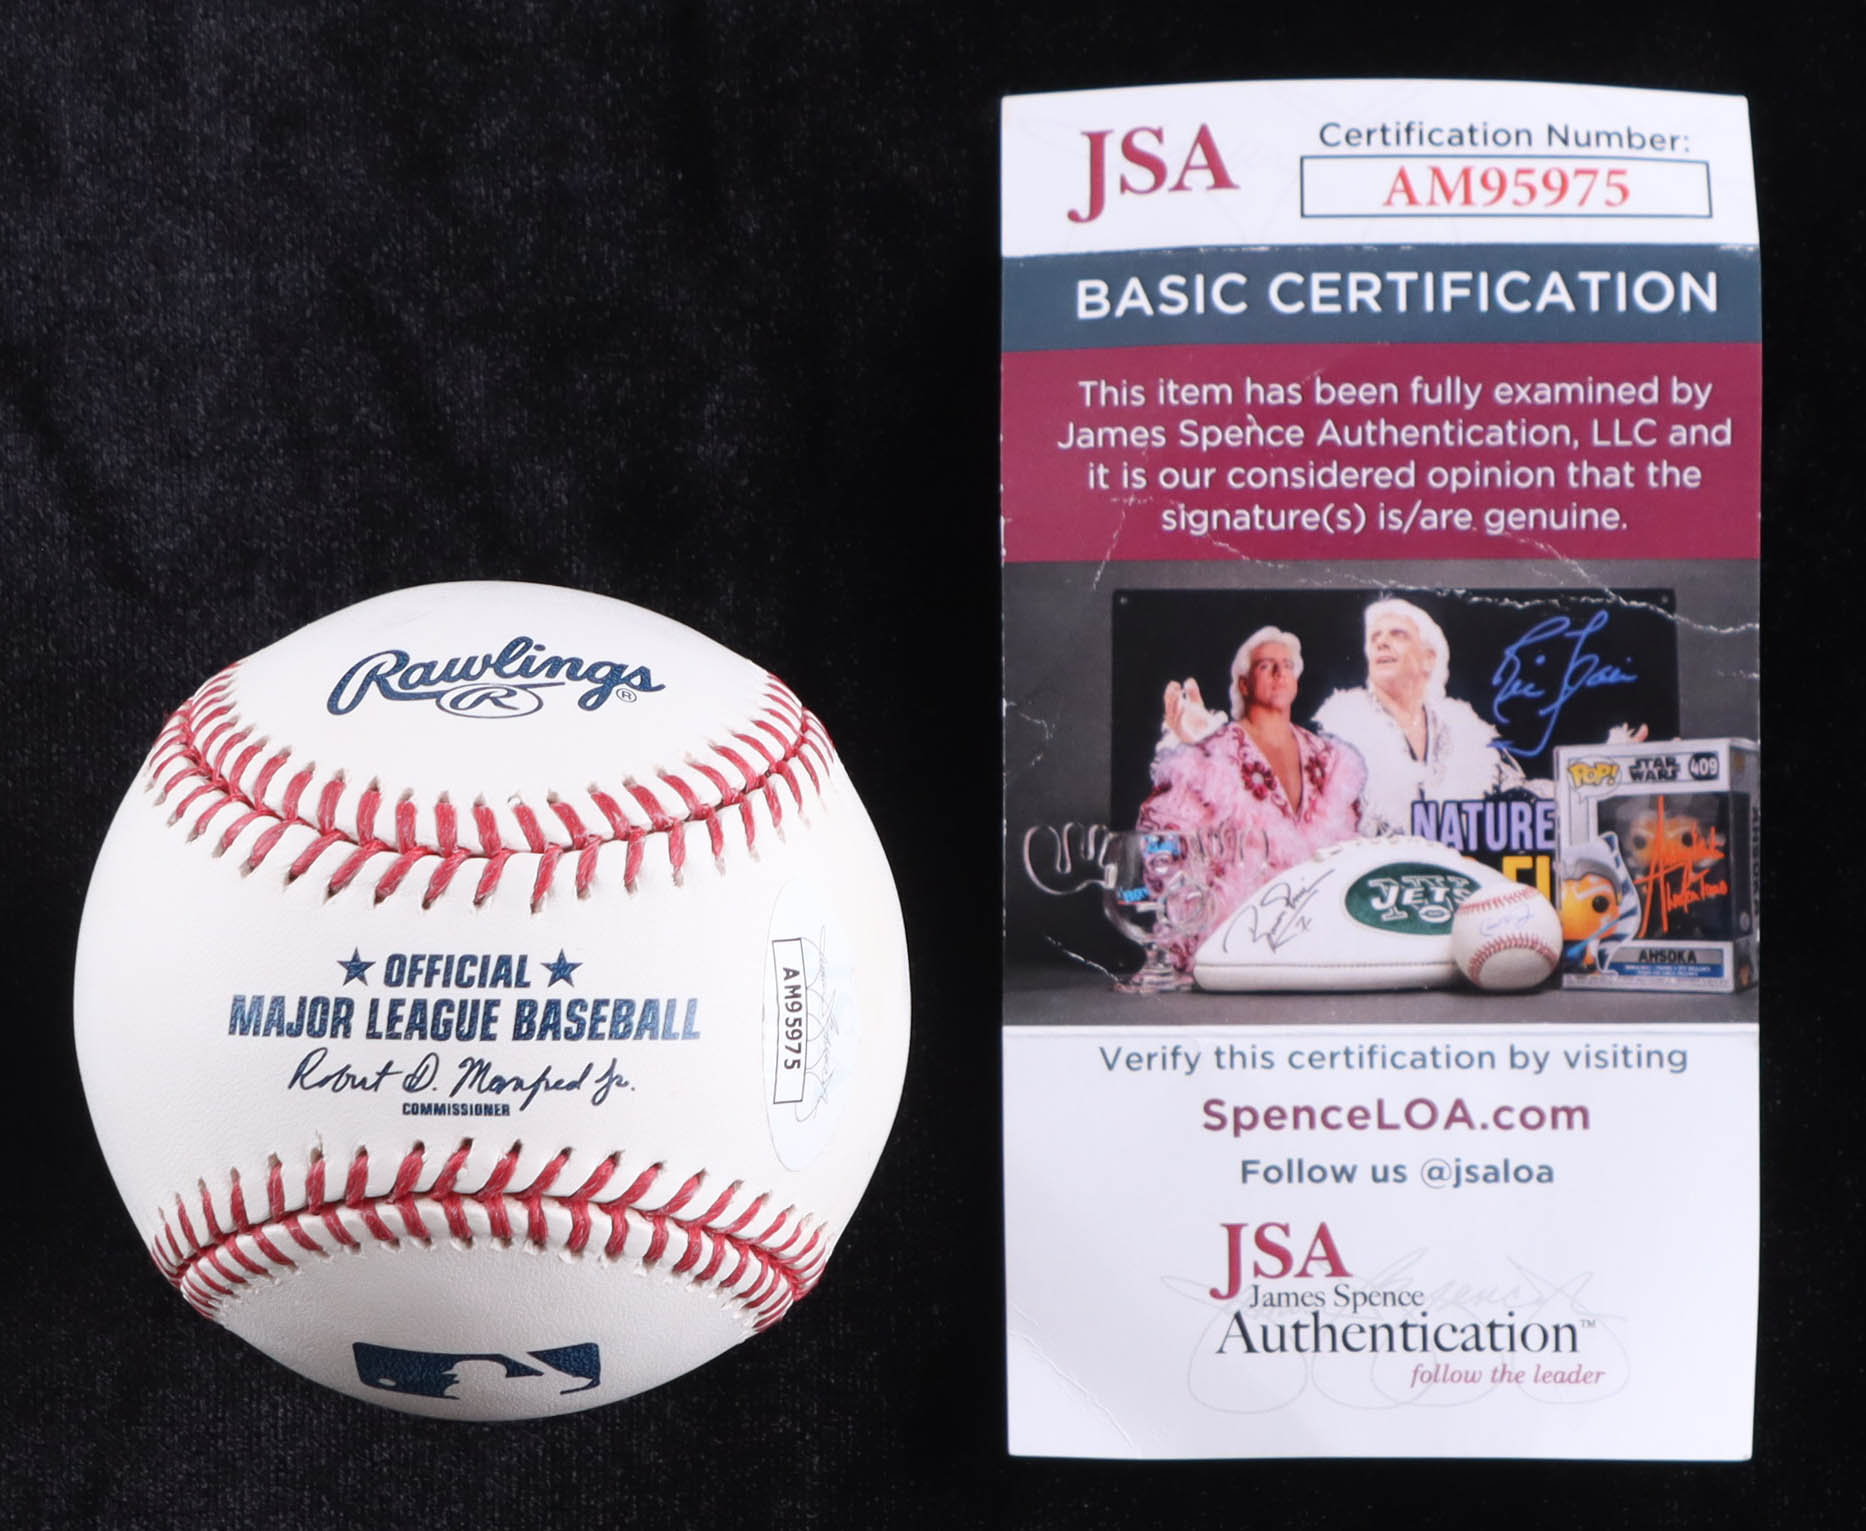 Rawlings
R
®
★ OFFICIAL ★
MAJOR LEAGUE BASEBALL
Robert D. Manfred Jr.
COMMISSIONER
AM95975
JSA
Certification Number:
AM95975
BASIC CERTIFICATION
This item has been fully examined by
James Spence Authentication, LLC and
it is our considered opinion that the
signature(s) is/are genuine.
Ric Flair
POP!
STAR
WARS
409
NATURE
JETS
AHSOKA
Verify this certification by visiting
SpenceLOA.com
Follow us @jsaloa
JSA
James Spence
Authentication™
follow the leader